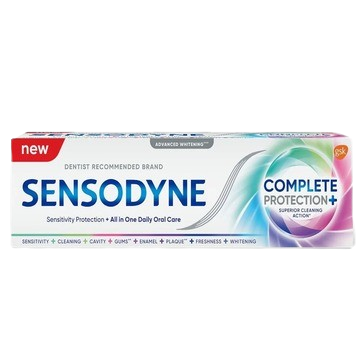 new
ADVANCED WHITENING
gsk
DENTIST RECOMMENDED BRAND
SENSODYNE
Sensitivity Protection + All in One Daily Oral Care
COMPLETE
PROTECTION+
SUPERIOR CLEANING
ACTION*
SENSITIVITY + CLEANING + CAVITY + GUMS** + ENAMEL + PLAQUE** + FRESHNESS + WHITENING